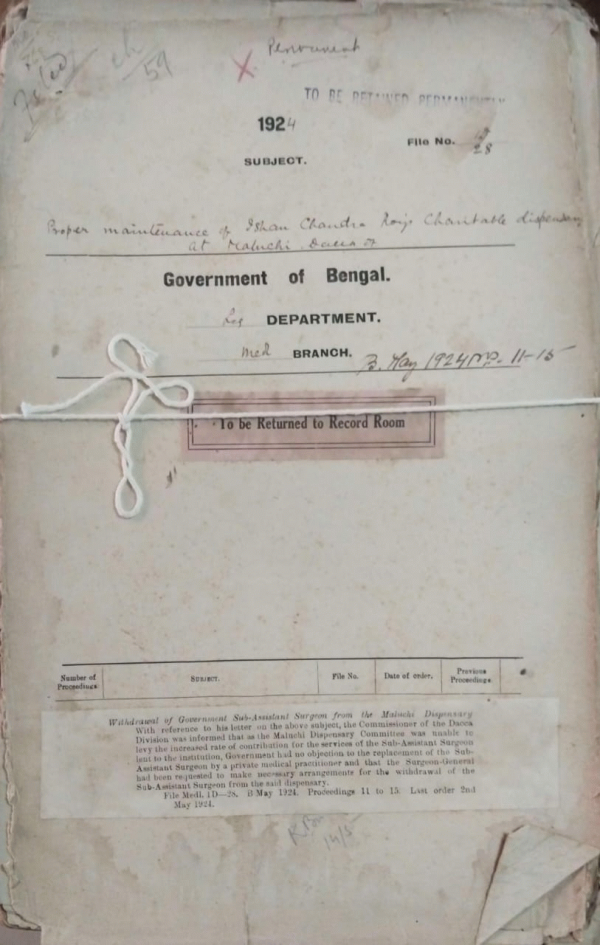 Filed
59
Permanent
X
TO BE RETAINED PERMANENTLY
1924
File No. 28
SUBJECT.
Proper maintenance of Ishan Chandra Roy's Charitable dispensary
at Maluchi Dacca
Government of Bengal.
DEPARTMENT.
Med BRANCH.
B. May 1924 11-15
To be Returned to Record Room
Number of Proceedings.
SUBJECT.
File No.
Date of order.
Previous Proceedings.
Withdrawal of Government Sub-Assistant Surgeon from the Maluchi Dispensary
With reference to his letter on the above subject, the Commissioner of the Dacca
Division was informed that as the Maluchi Dispensary Committee was unable to
levy the increased rate of contribution for the services of the Sub-Assistant Surgeon
lent to the institution, Government had no objection to the replacement of the Sub-
Assistant Surgeon by a private medical practitioner and that the Surgeon-General
had been requested to make necessary arrangements for the withdrawal of the
Sub-Assistant Surgeon from the said dispensary.
File Medl. 1D—28. B May 1924. Proceedings 11 to 15. Last order 2nd
May 1924.
14/5